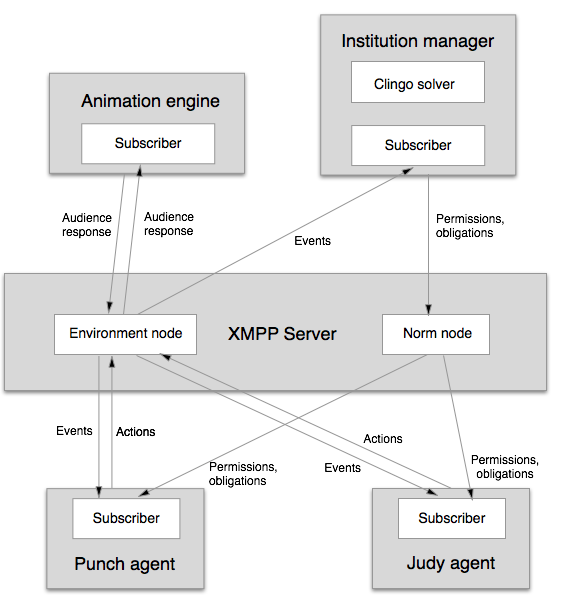 Institution manager
Clingo solver
Subscriber
Animation engine
Subscriber
Audience
response
Audience
response
Events
Permissions,
obligations
Environment node
XMPP Server
Norm node
Events
Actions
Actions
Permissions,
obligations
Events
Permissions,
obligations
Subscriber
Punch agent
Subscriber
Judy agent